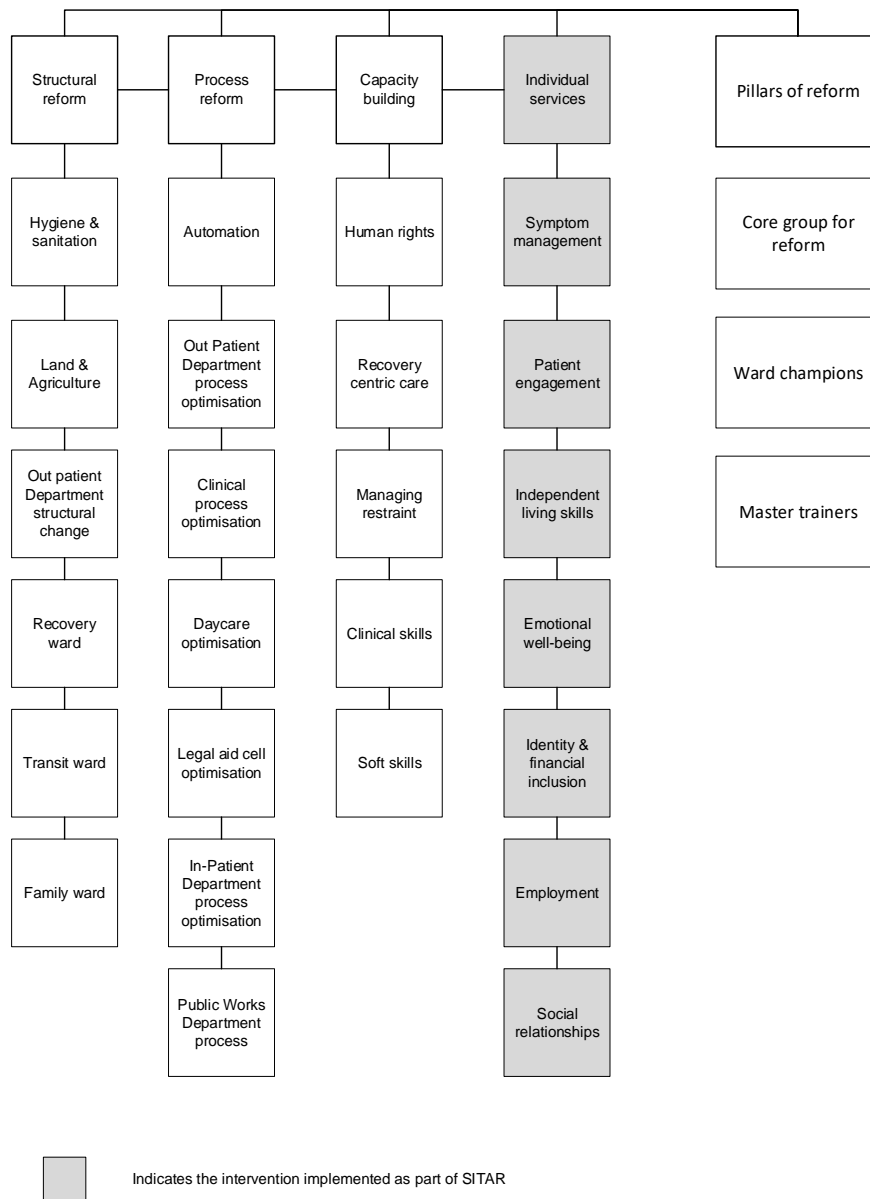 Structural
reform
Process
reform
Capacity
building
Individual
services
Pillars of reform
Hygiene &
sanitation
Automation
Human rights
Symptom
management
Core group for
reform
Land &
Agriculture
Out Patient
Department
process
optimisation
Recovery
centric care
Patient
engagement
Ward champions
Out patient
Department
structural
change
Clinical
process
optimisation
Managing
restraint
Independent
living skills
Master trainers
Recovery
ward
Daycare
optimisation
Clinical skills
Emotional
well-being
Transit ward
Legal aid cell
optimisation
Soft skills
Identity &
financial
inclusion
Family ward
In-Patient
Department
process
optimisation
Employment
Public Works
Department
process
Social
relationships
Indicates the intervention implemented as part of SITAR